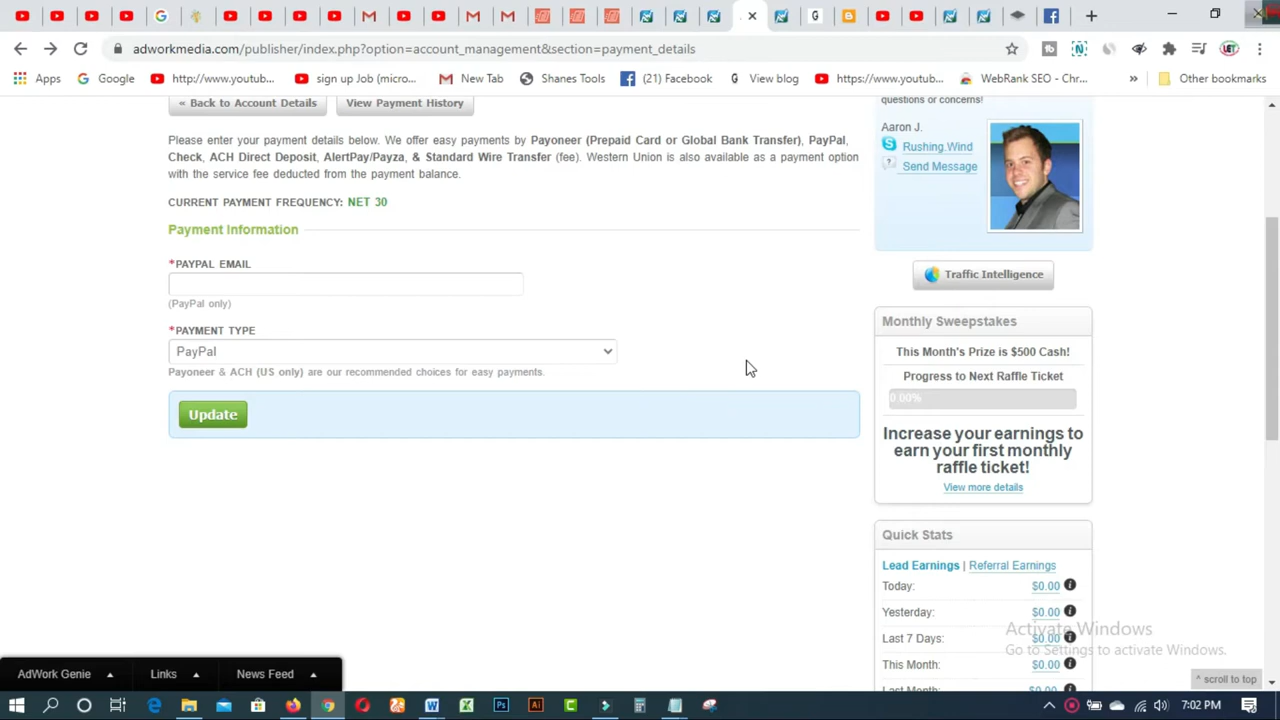 adworkmedia.com/publisher/index.php?option=account_management&section=payment_details
Apps
Google
http://www.youtub...
sign up Job (micro...
New Tab
Shanes Tools
(21) Facebook
View blog
https://www.youtub...
WebRank SEO - Chr...
»
Other bookmarks
« Back to Account Details
View Payment History
Please enter your payment details below. We offer easy payments by Payoneer (Prepaid Card or Global Bank Transfer), PayPal,
Check, ACH Direct Deposit, AlertPay/Payza, & Standard Wire Transfer (fee). Western Union is also available as a payment option
with the service fee deducted from the payment balance.
CURRENT PAYMENT FREQUENCY: NET 30
Payment Information
*PAYPAL EMAIL
(PayPal only)
*PAYMENT TYPE
PayPal
Payoneer & ACH (US only) are our recommended choices for easy payments.
Update
questions or concerns!
Aaron J.
Rushing.Wind
Send Message
Traffic Intelligence
Monthly Sweepstakes
This Month's Prize is $500 Cash!
Progress to Next Raffle Ticket
0.00%
Increase your earnings to
earn your first monthly
raffle ticket!
View more details
Quick Stats
Lead Earnings | Referral Earnings
Today: $0.00
Yesterday: $0.00
Last 7 Days: $0.00
This Month: $0.00
Last Month: $0.00
Activate Windows
Go to Settings to activate Windows.
^ scroll to top
AdWork Genie
Links
News Feed
7:02 PM